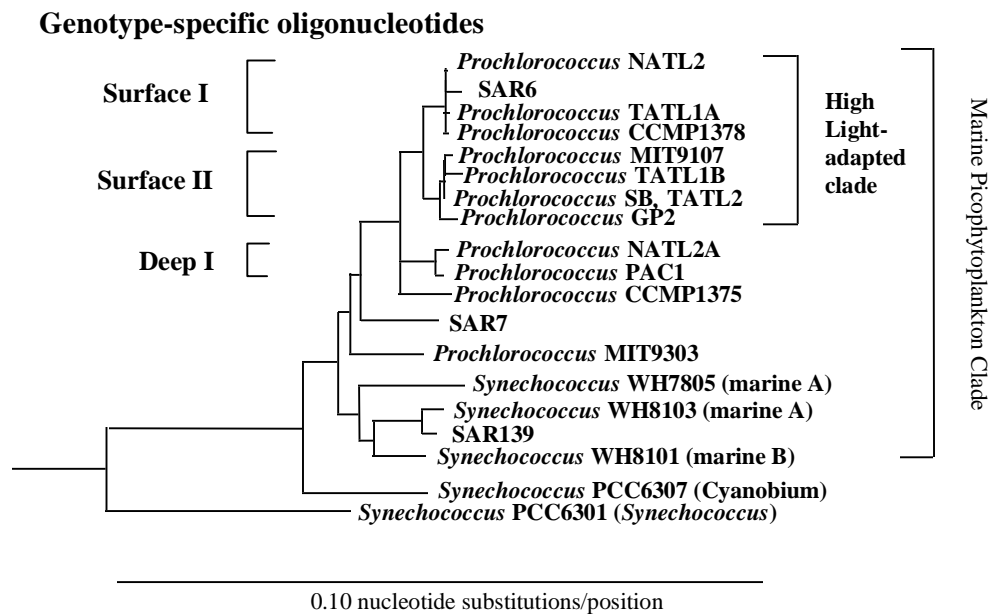 Genotype-specific oligonucleotides
Surface I
Surface II
Deep I
Prochlorococcus NATL2
SAR6
Prochlorococcus TATL1A
Prochlorococcus CCMP1378
Prochlorococcus MIT9107
Prochlorococcus TATL1B
Prochlorococcus SB, TATL2
Prochlorococcus GP2
Prochlorococcus NATL2A
Prochlorococcus PAC1
Prochlorococcus CCMP1375
SAR7
Prochlorococcus MIT9303
Synechococcus WH7805 (marine A)
Synechococcus WH8103 (marine A)
SAR139
Synechococcus WH8101 (marine B)
Synechococcus PCC6307 (Cyanobium)
Synechococcus PCC6301 (Synechococcus)
High
Light-
adapted
clade
Marine Picophytoplankton Clade
0.10 nucleotide substitutions/position